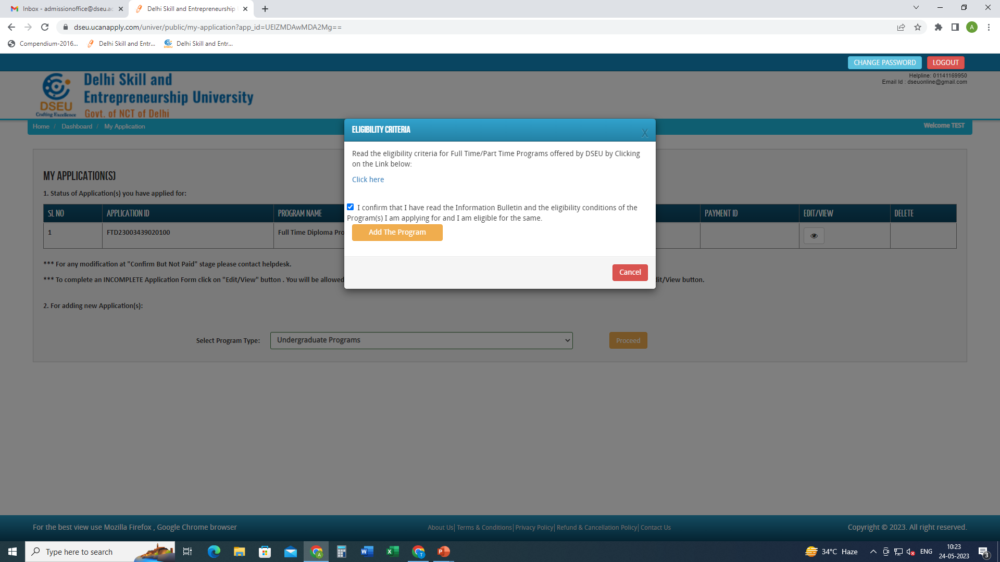 Inbox - admissionoffice@dseu.ac
Delhi Skill and Entrepreneurship
dseu.ucanapply.com/univer/public/my-application?app_id=UEIZMDAwMDA2Mg==
A
Compendium-2016...
Delhi Skill and Entr...
Delhi Skill and Entr...
CHANGE PASSWORD
LOGOUT
Helpline: 01141169950
Email Id : dseuonline@gmail.com
DSEU
Crafting Excellence
Delhi Skill and
Entrepreneurship University
Govt. of NCT of Delhi
Home / Dashboard / My Application
Welcome TEST
ELIGIBILITY CRITERIA
X
Read the eligibility criteria for Full Time/Part Time Programs offered by DSEU by Clicking
on the Link below:
Click here
I confirm that I have read the Information Bulletin and the eligibility conditions of the
Program(s) I am applying for and I am eligible for the same.
Add The Program
Cancel
MY APPLICATION(S)
1. Status of Application(s) you have applied for:
SL NO APPLICATION ID PROGRAM NAME PAYMENT ID EDIT/VIEW DELETE
1 FTD23003439020100 Full Time Diploma Pro
*** For any modification at "Confirm But Not Paid" stage please contact helpdesk.
*** To complete an INCOMPLETE Application Form click on "Edit/View" button . You will be allowed
dit/View button.
2. For adding new Application(s):
Select Program Type: Undergraduate Programs Proceed
For the best view use Mozilla Firefox , Google Chrome browser
About Us| Terms & Conditions| Privacy Policy| Refund & Cancellation Policy| Contact Us
Copyright © 2023. All right reserved.
Type here to search
34°C Haze
ENG
10:23
24-05-2023
3